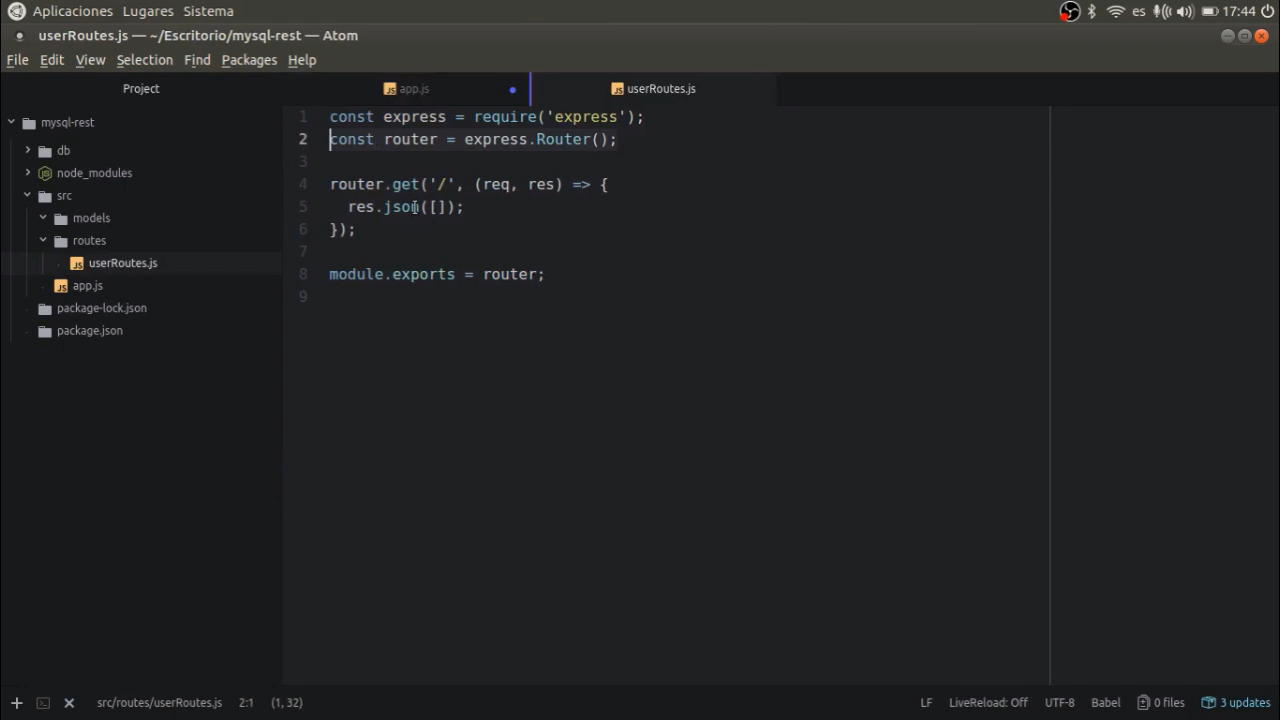 Aplicaciones Lugares Sistema es 17:44
userRoutes.js — ~/Escritorio/mysql-rest — Atom
File Edit View Selection Find Packages Help
Project app.js userRoutes.js
mysql-rest
db
node_modules
src
models
routes
userRoutes.js
app.js
package-lock.json
package.json
1 const express = require('express');
2 const router = express.Router();
3
4 router.get('/', (req, res) => {
5 res.json([]);
6 });
7
8 module.exports = router;
9
src/routes/userRoutes.js 2:1 (1, 32) LF LiveReload: Off UTF-8 Babel 0 files 3 updates